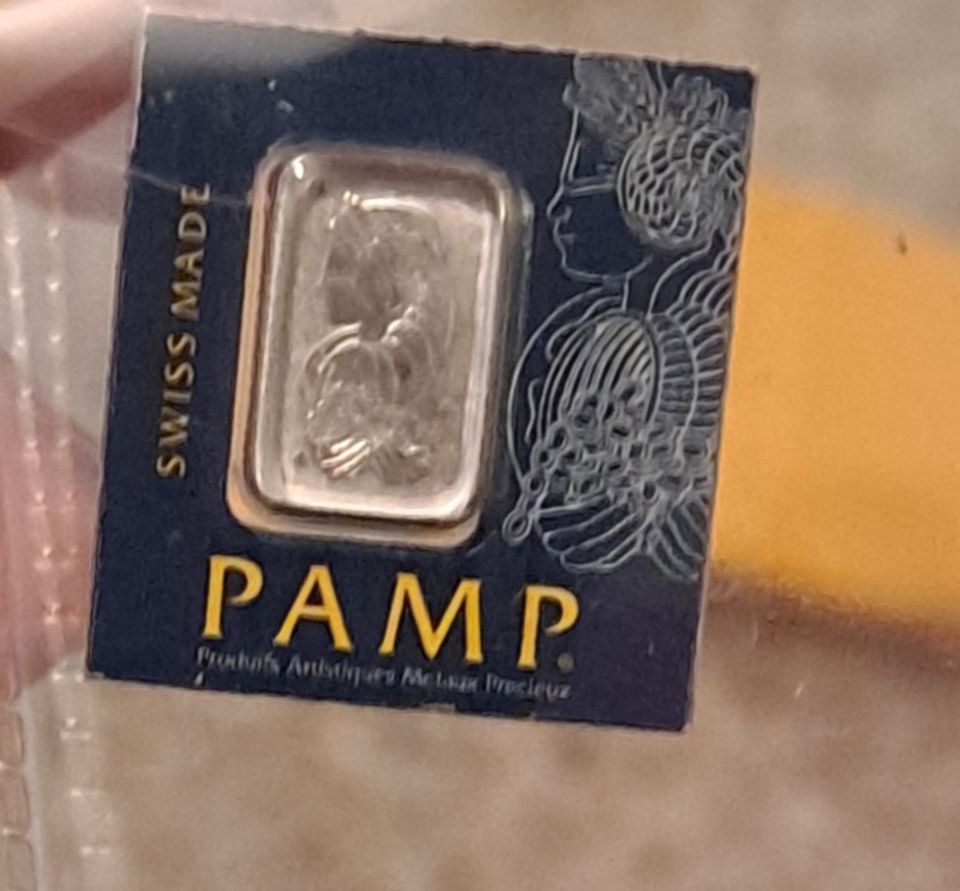 SWISS MADE
PAMP
Produits Artistiques Métaux Précieux